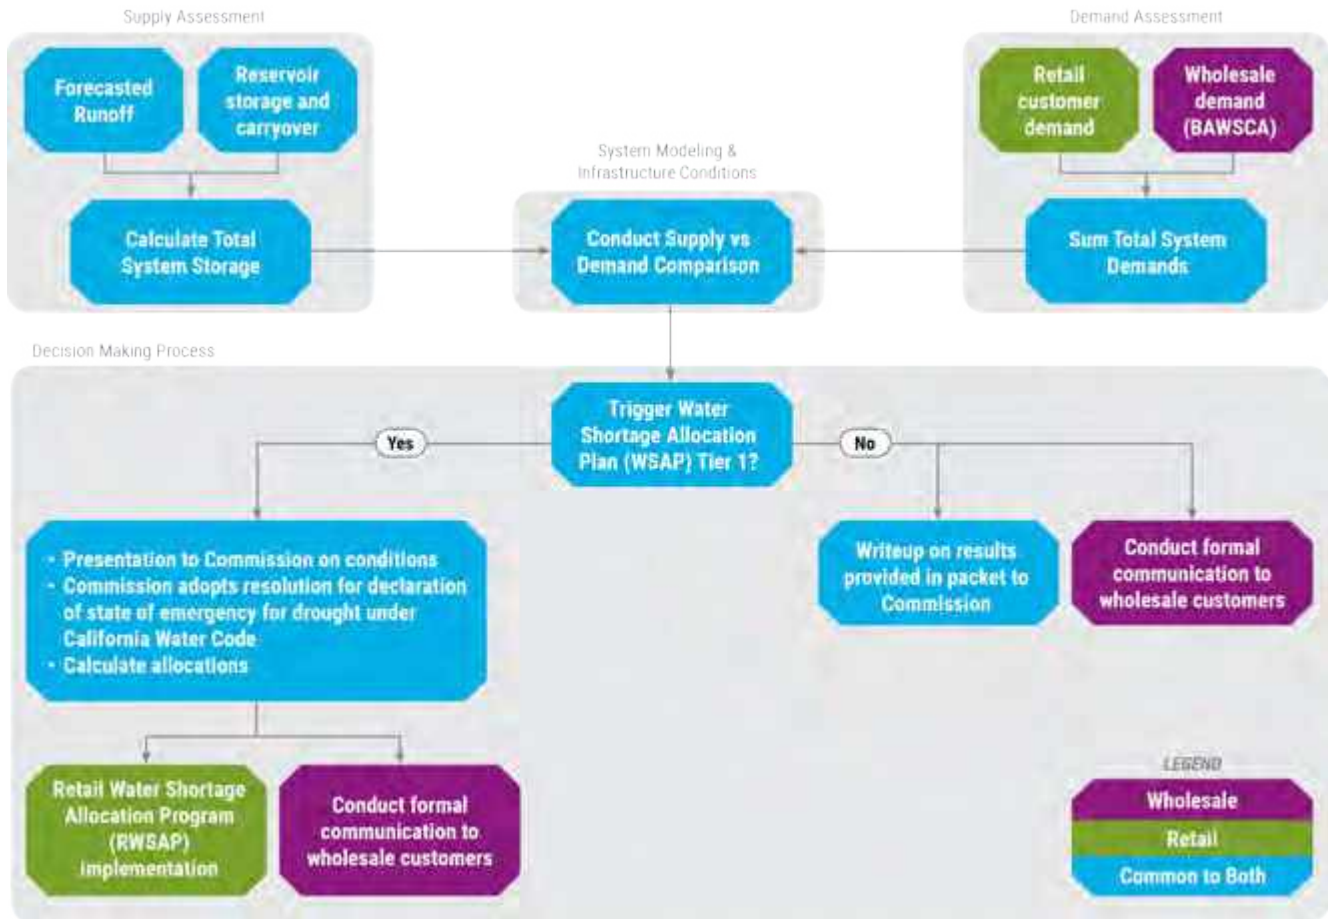 Supply Assessment
Demand Assessment
Forecasted
Runoff
Reservoir
storage and
carryover
Retail
customer
demand
Wholesale
demand
(BAWSCA)
System Modeling &
Infrastructure Conditions
Calculate Total
System Storage
Conduct Supply vs
Demand Comparison
Sum Total System
Demands
Decision Making Process
Trigger Water
Shortage Allocation
Plan (WSAP) Tier 1?
Yes
No
• Presentation to Commission on conditions
• Commission adopts resolution for declaration
of state of emergency for drought under
California Water Code
• Calculate allocations
Writeup on results
provided in packet to
Commission
Conduct formal
communication to
wholesale customers
Retail Water Shortage
Allocation Program
(RWSAP)
implementation
Conduct formal
communication to
wholesale customers
LEGEND
Wholesale
Retail
Common to Both